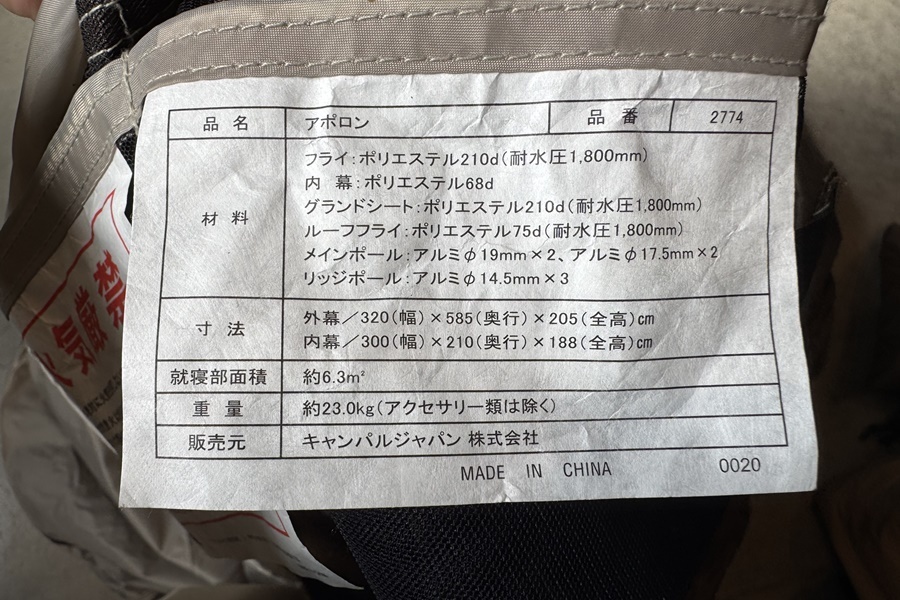 品名 アポロン 品番 2774
材料
フライ:ポリエステル210d(耐水圧1,800mm)
内 幕:ポリエステル68d
グランドシート:ポリエステル210d(耐水圧1,800mm)
ルーフフライ:ポリエステル75d(耐水圧1,800mm)
メインポール:アルミφ19mm×2、アルミφ17.5mm×2
リッジポール:アルミφ14.5mm×3
寸法
外幕/320(幅)×585(奥行)×205(全高)㎝
内幕/300(幅)×210(奥行)×188(全高)㎝
就寝部面積 約6.3m²
重量 約23.0kg(アクセサリー類は除く)
販売元 キャンパルジャパン 株式会社
MADE IN CHINA 0020
気厳禁